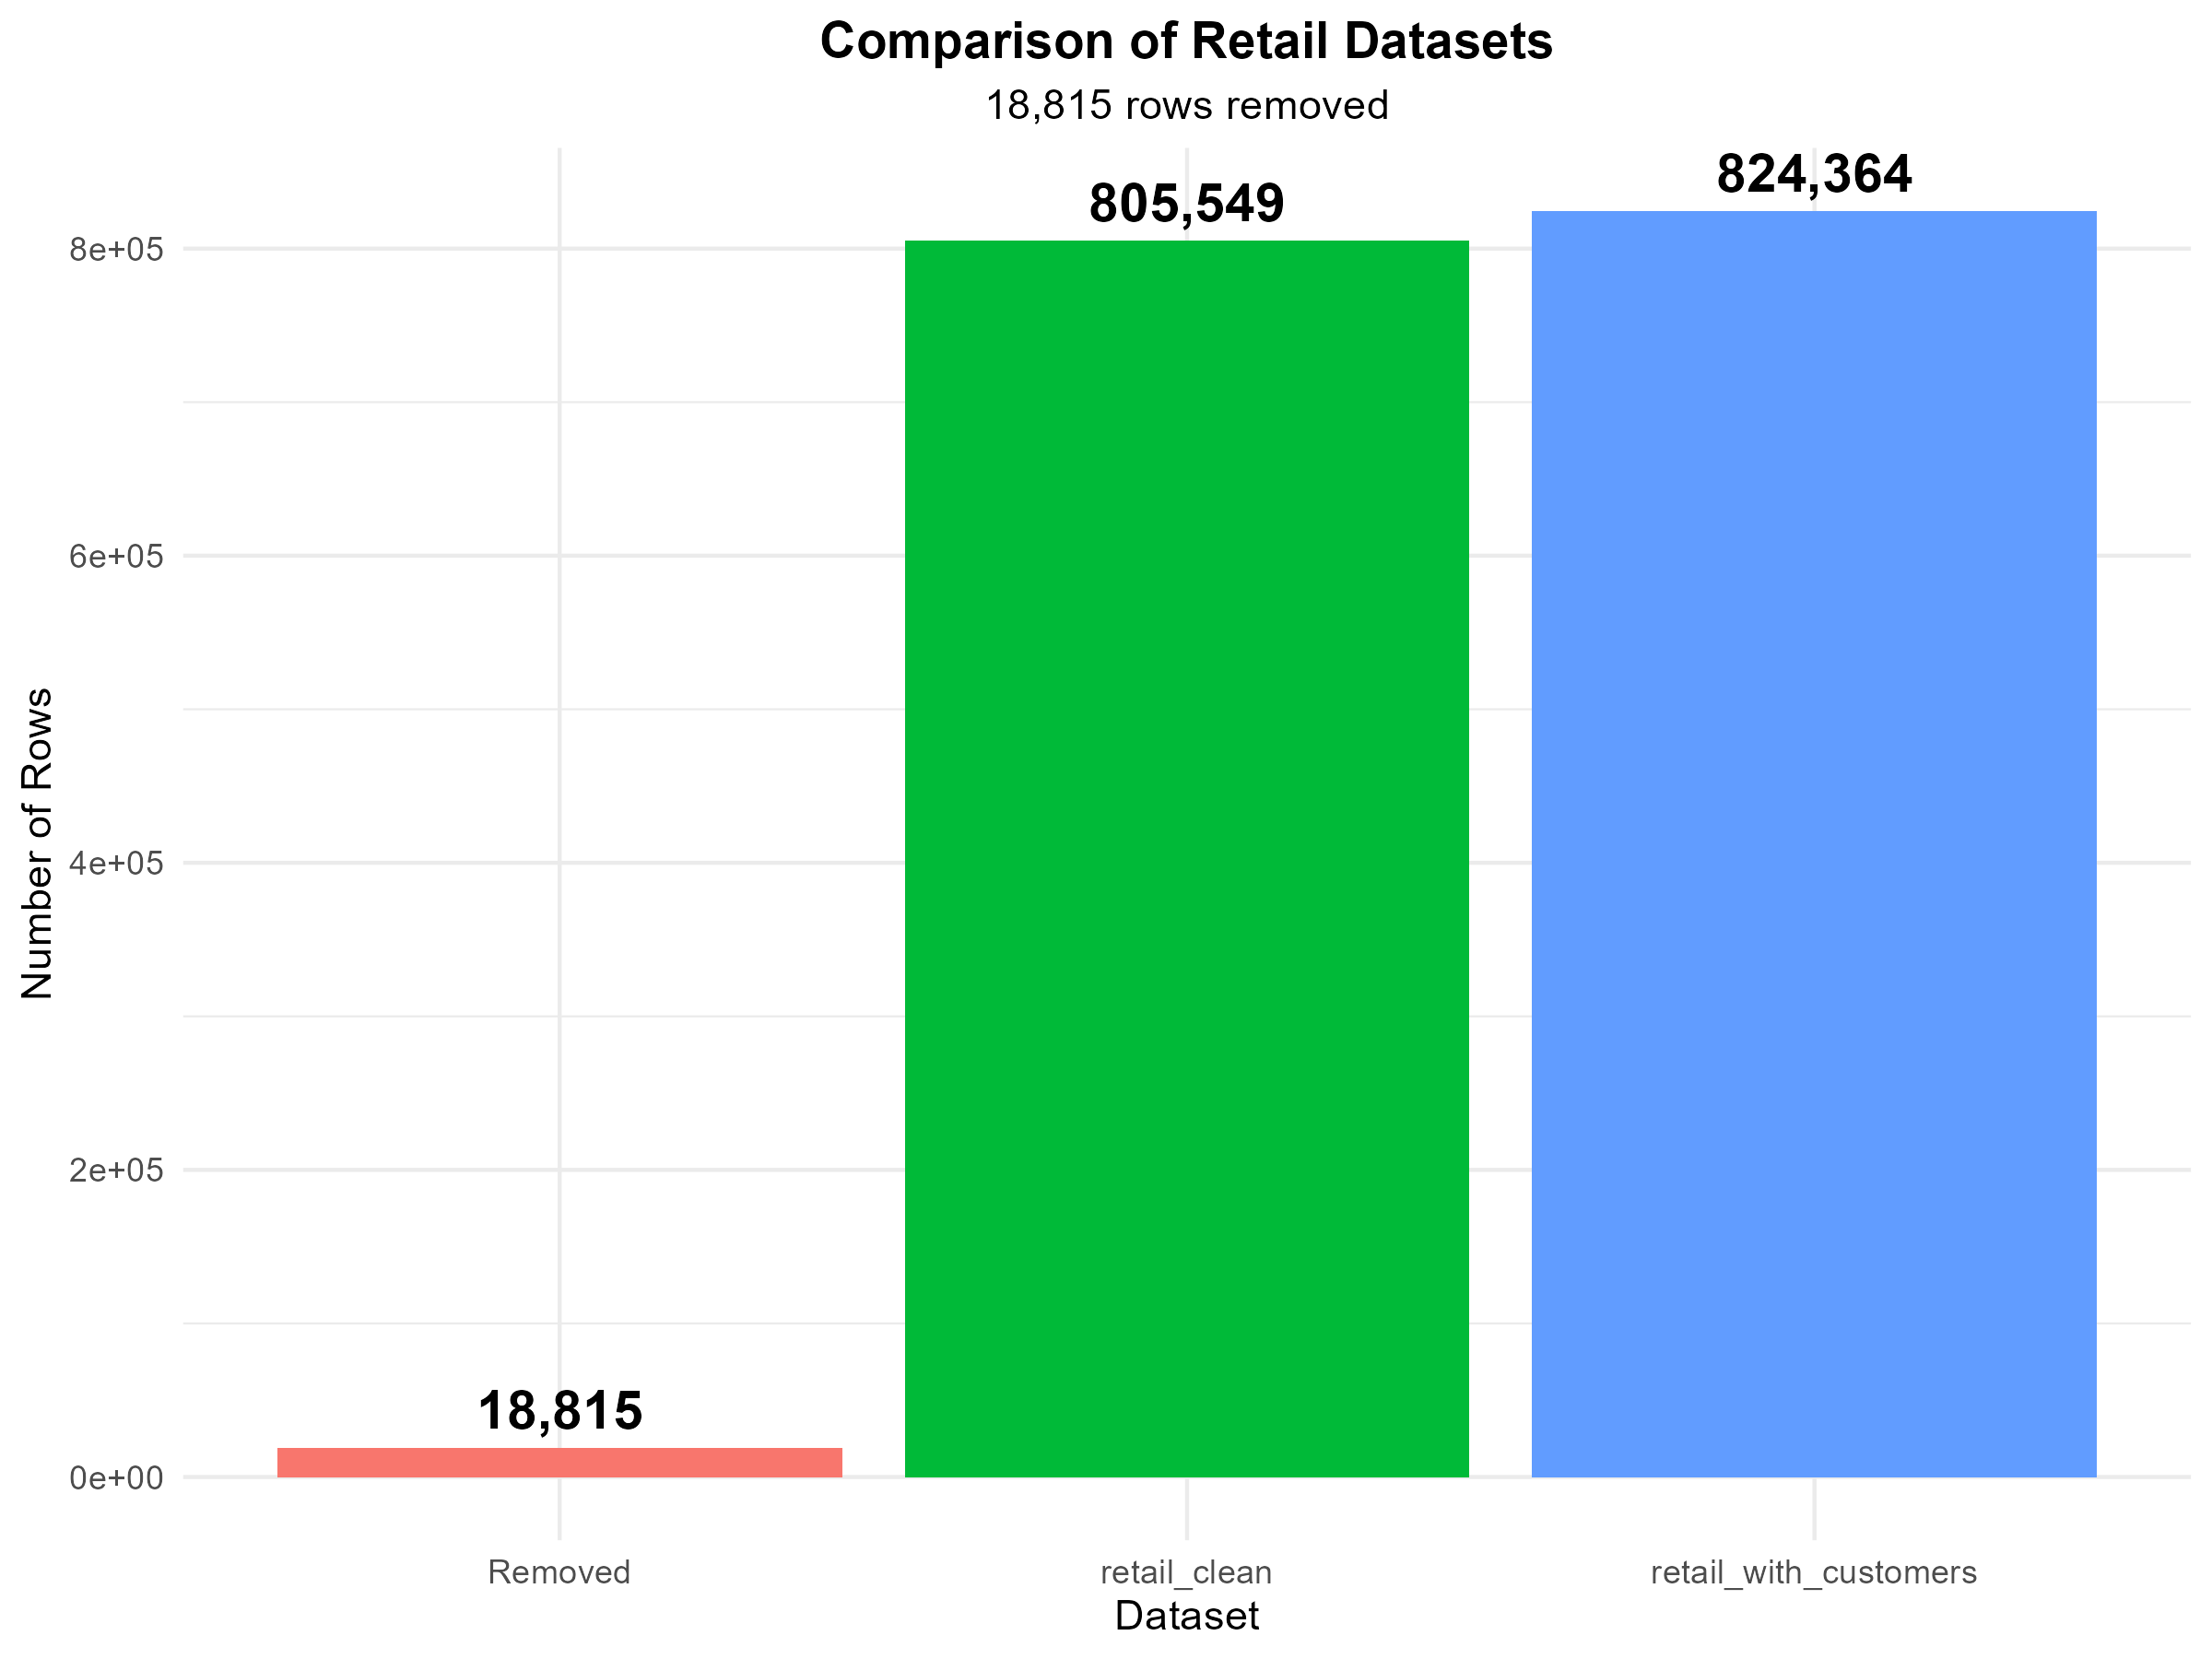 Comparison of Retail Datasets
18,815 rows removed
824,364
805,549
8e+05
6e+05
Number of Rows
4e+05
2e+05
18,815
0e+00
Removed retail_clean retail_with_customers
Dataset